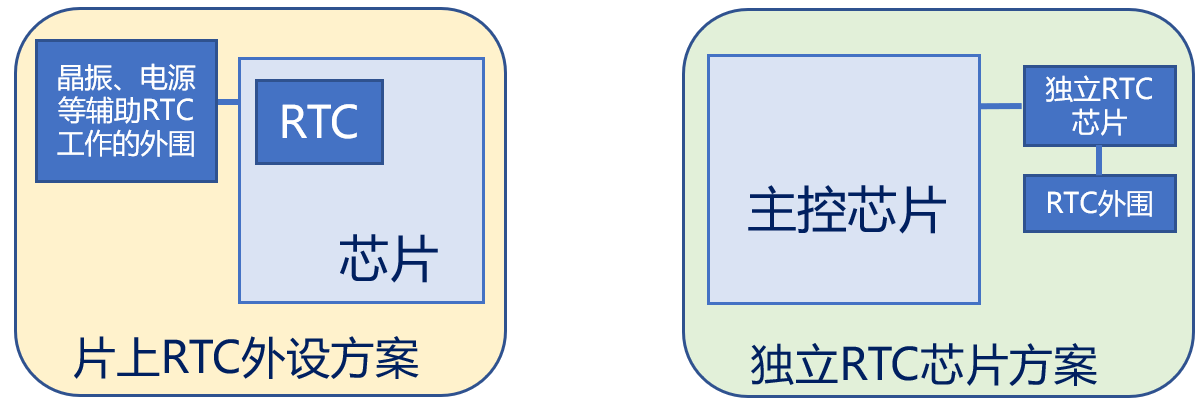 晶振、电源
等辅助RTC
工作的外围
RTC
芯片
片上RTC外设方案
主控芯片
独立RTC
芯片
RTC外围
独立RTC芯片方案